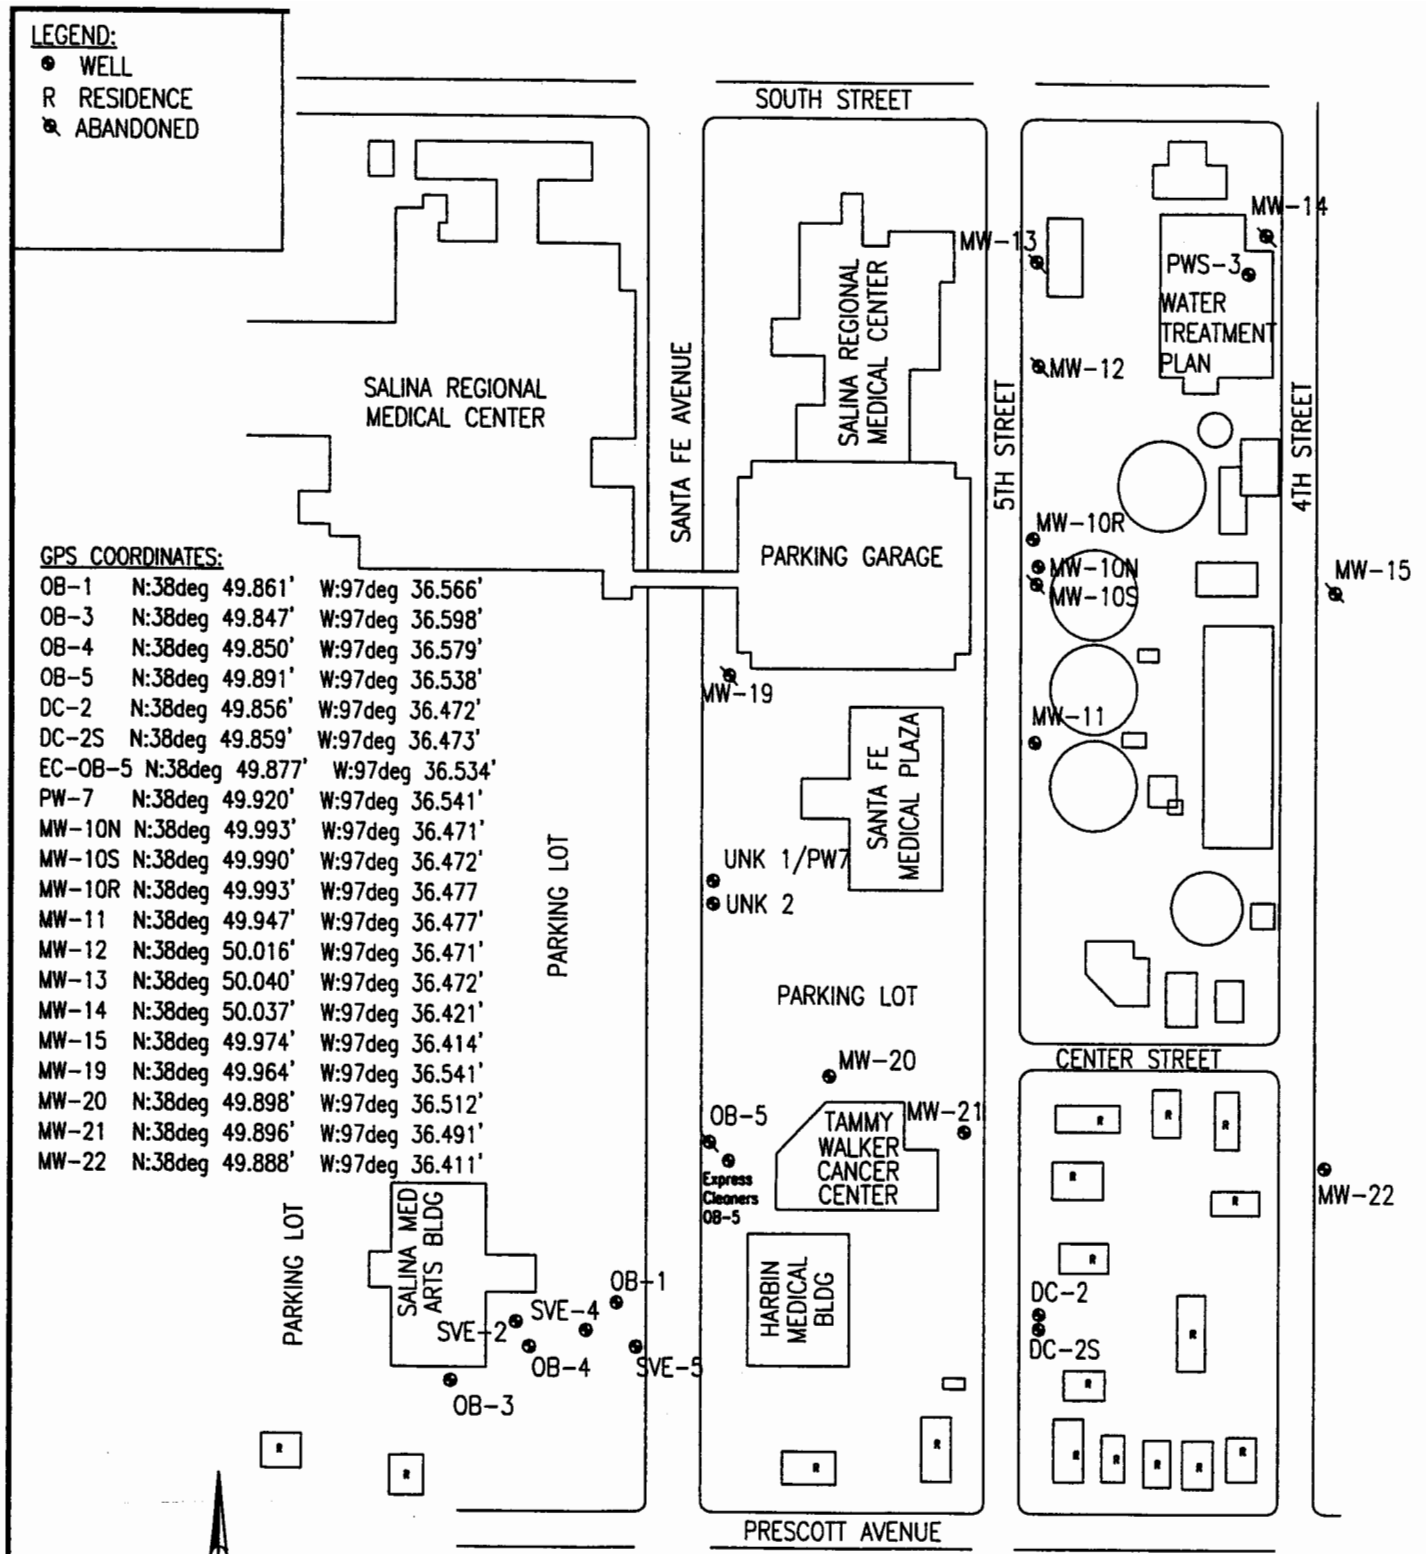 LEGEND:
WELL
R RESIDENCE
ABANDONED
SOUTH STREET
MW-14
MW-13
PWS-3
WATER
TREATMENT
PLAN
MW-12
SALINA REGIONAL
MEDICAL CENTER
SANTA FE AVENUE
SALINA REGIONAL
MEDICAL CENTER
5TH STREET
4TH STREET
PARKING GARAGE
MW-10R
MW-10N
MW-10S
MW-15
GPS COORDINATES:
OB-1 N:38deg 49.861' W:97deg 36.566'
OB-3 N:38deg 49.847' W:97deg 36.598'
OB-4 N:38deg 49.850' W:97deg 36.579'
OB-5 N:38deg 49.891' W:97deg 36.538'
DC-2 N:38deg 49.856' W:97deg 36.472'
DC-2S N:38deg 49.859' W:97deg 36.473'
EC-OB-5 N:38deg 49.877' W:97deg 36.534'
PW-7 N:38deg 49.920' W:97deg 36.541'
MW-10N N:38deg 49.993' W:97deg 36.471'
MW-10S N:38deg 49.990' W:97deg 36.472'
MW-10R N:38deg 49.993' W:97deg 36.477
MW-11 N:38deg 49.947' W:97deg 36.477'
MW-12 N:38deg 50.016' W:97deg 36.471'
MW-13 N:38deg 50.040' W:97deg 36.472'
MW-14 N:38deg 50.037' W:97deg 36.421'
MW-15 N:38deg 49.974' W:97deg 36.414'
MW-19 N:38deg 49.964' W:97deg 36.541'
MW-20 N:38deg 49.898' W:97deg 36.512'
MW-21 N:38deg 49.896' W:97deg 36.491'
MW-22 N:38deg 49.888' W:97deg 36.411'
MW-19
MW-11
SANTA FE
MEDICAL PLAZA
UNK 1/PW7
UNK 2
PARKING LOT
PARKING LOT
CENTER STREET
MW-20
OB-5
MW-21
TAMMY
WALKER
CANCER
CENTER
Express
Cleaners
OB-5
MW-22
R
R
R
R
R
R
PARKING LOT
SALINA MED
ARTS BLDG
HARBIN
MEDICAL
BLDG
OB-1
SVE-4
SVE-2
OB-4
SVE-5
OB-3
DC-2
DC-2S
R
R
R
R
R
R
R
R
R
R
R
PRESCOTT AVENUE